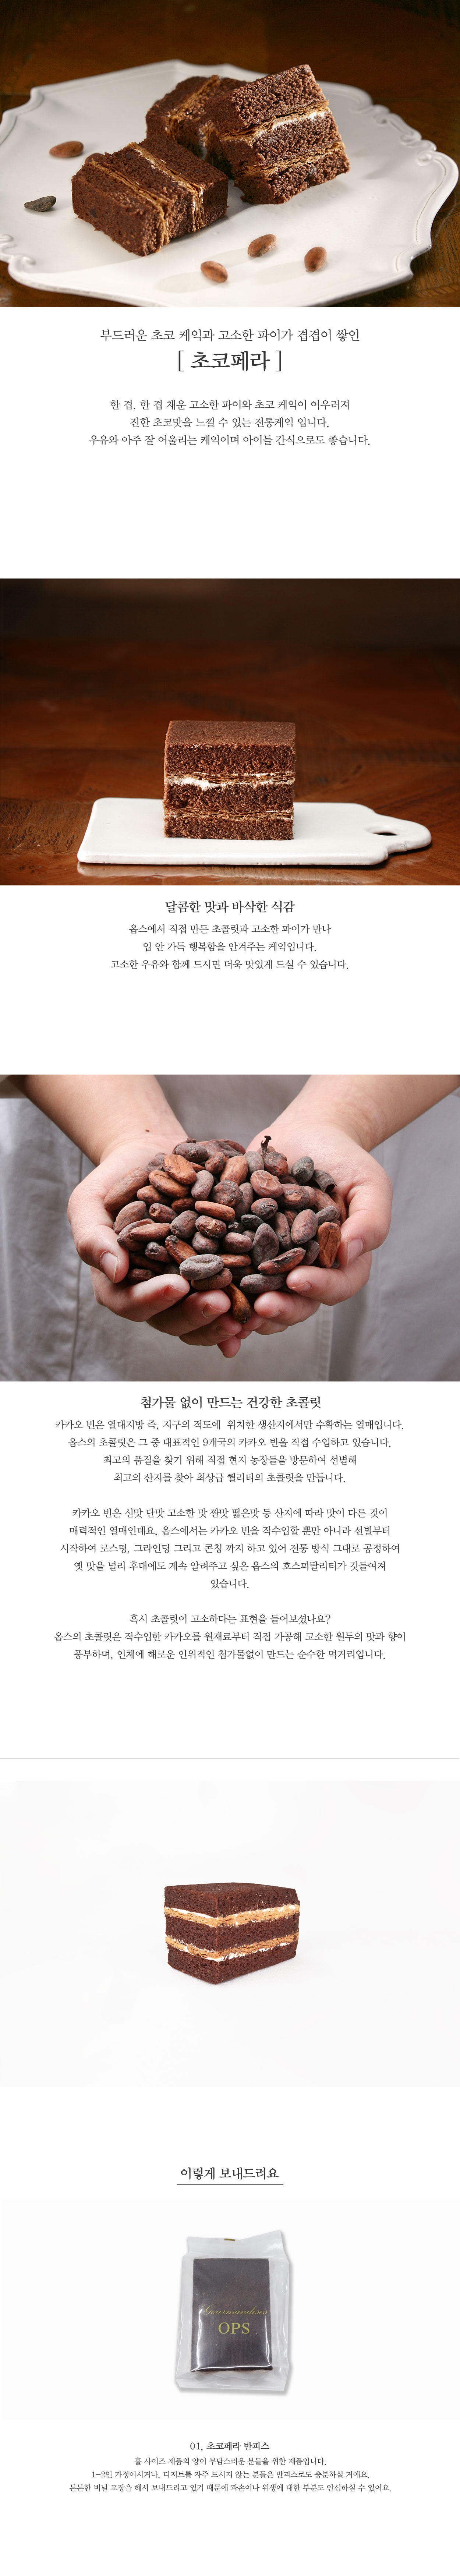 부드러운 초코 케익과 고소한 파이가 겹겹이 쌓인
[ 초코페라 ]
한 겹, 한 겹 채운 고소한 파이와 초코 케익이 어우러져
진한 초코맛을 느낄 수 있는 전통케익 입니다.
우유와 아주 잘 어울리는 케익이며 아이들 간식으로도 좋습니다.
달콤한 맛과 바삭한 식감
옵스에서 직접 만든 초콜릿과 고소한 파이가 만나
입 안 가득 행복함을 안겨주는 케익입니다.
고소한 우유와 함께 드시면 더욱 맛있게 드실 수 있습니다.
첨가물 없이 만드는 건강한 초콜릿
카카오 빈은 열대지방 즉, 지구의 적도에 위치한 생산지에서만 수확하는 열매입니다.
옵스의 초콜릿은 그 중 대표적인 9개국의 카카오 빈을 직접 수입하고 있습니다.
최고의 품질을 찾기 위해 직접 현지 농장들을 방문하여 선별해
최고의 산지를 찾아 최상급 퀄리티의 초콜릿을 만듭니다.
카카오 빈은 신맛 단맛 고소한 맛 짠맛 떫은맛 등 산지에 따라 맛이 다른 것이
매력적인 열매인데요, 옵스에서는 카카오 빈을 직수입할 뿐만 아니라 선별부터
시작하여 로스팅, 그라인딩 그리고 콘칭 까지 하고 있어 전통 방식 그대로 공정하여
옛 맛을 널리 후대에도 계속 알려주고 싶은 옵스의 호스피탈리티가 깃들여져
있습니다.
혹시 초콜릿이 고소하다는 표현을 들어보셨나요?
옵스의 초콜릿은 직수입한 카카오를 원재료부터 직접 가공해 고소한 원두의 맛과 향이
풍부하며, 인체에 해로운 인위적인 첨가물없이 만드는 순수한 먹거리입니다.
이렇게 보내드려요
Gourmandises
OPS
01. 초코페라 반피스
홀 사이즈 제품의 양이 부담스러운 분들을 위한 제품입니다.
1-2인 가정이시거나, 디저트를 자주 드시지 않는 분들은 반피스로도 충분하실 거에요.
튼튼한 비닐 포장을 해서 보내드리고 있기 때문에 파손이나 위생에 대한 부분도 안심하실 수 있어요.